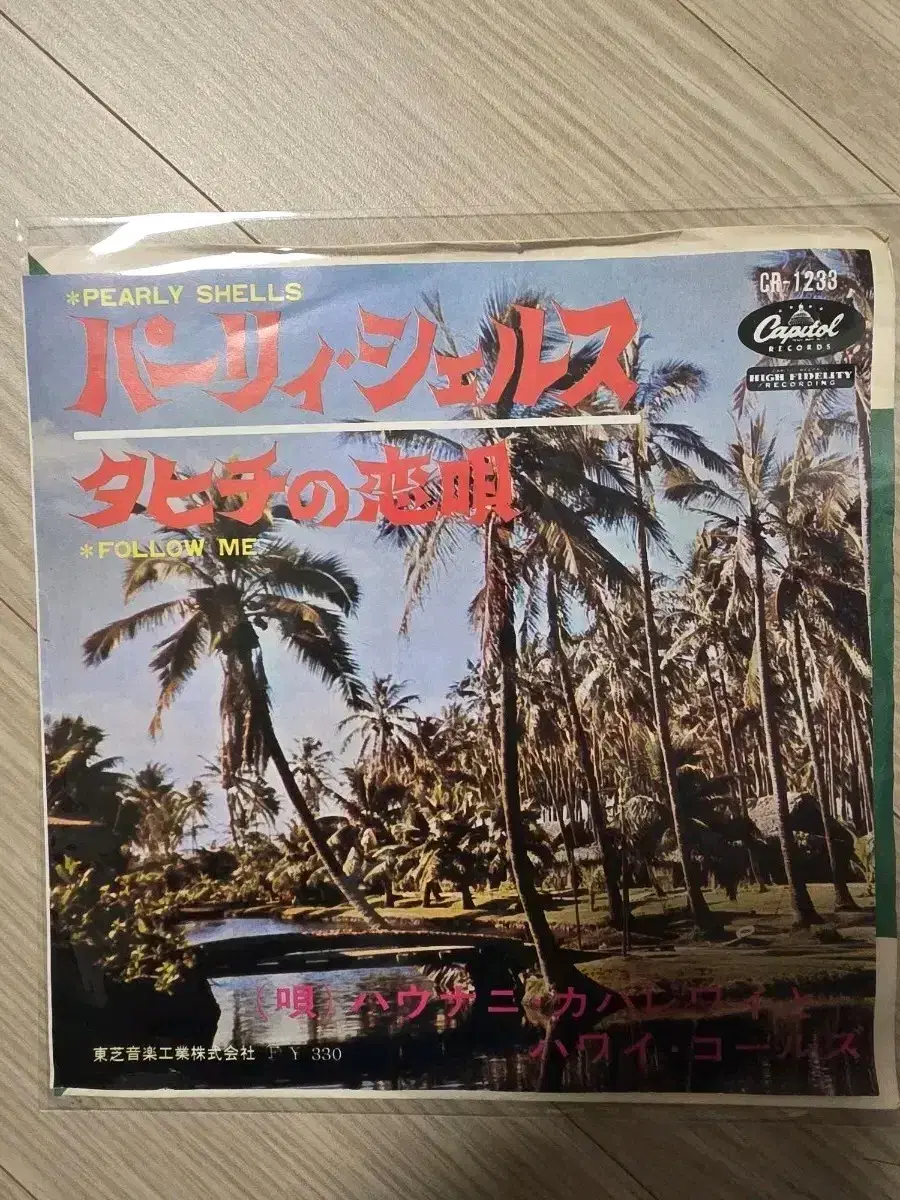 *PEARLY SHELLS
CR-1233
パーリィ・シェルス
Capitol
RECORDS
HIGH FIDELITY
RECORDING
タヒチの恋唄
*FOLLOW ME
(唄) ハウナニ・カハレワイと
ハワイ・コールズ
東芝音楽工業株式会社 F Y 330